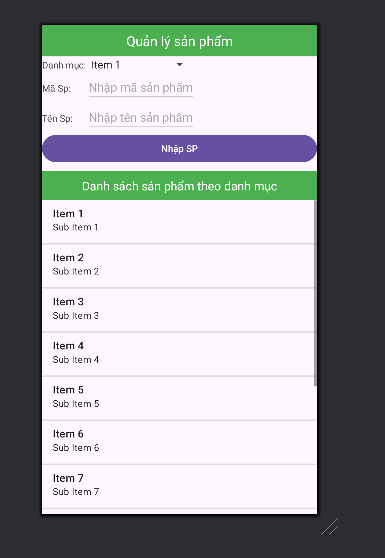 Quản lý sản phẩm
Danh mục: Item 1
Mã Sp: Nhập mã sản phẩm
Tên Sp: Nhập tên sản phẩm
Nhập SP
Danh sách sản phẩm theo danh mục
Item 1
Sub Item 1
Item 2
Sub Item 2
Item 3
Sub Item 3
Item 4
Sub Item 4
Item 5
Sub Item 5
Item 6
Sub Item 6
Item 7
Sub Item 7